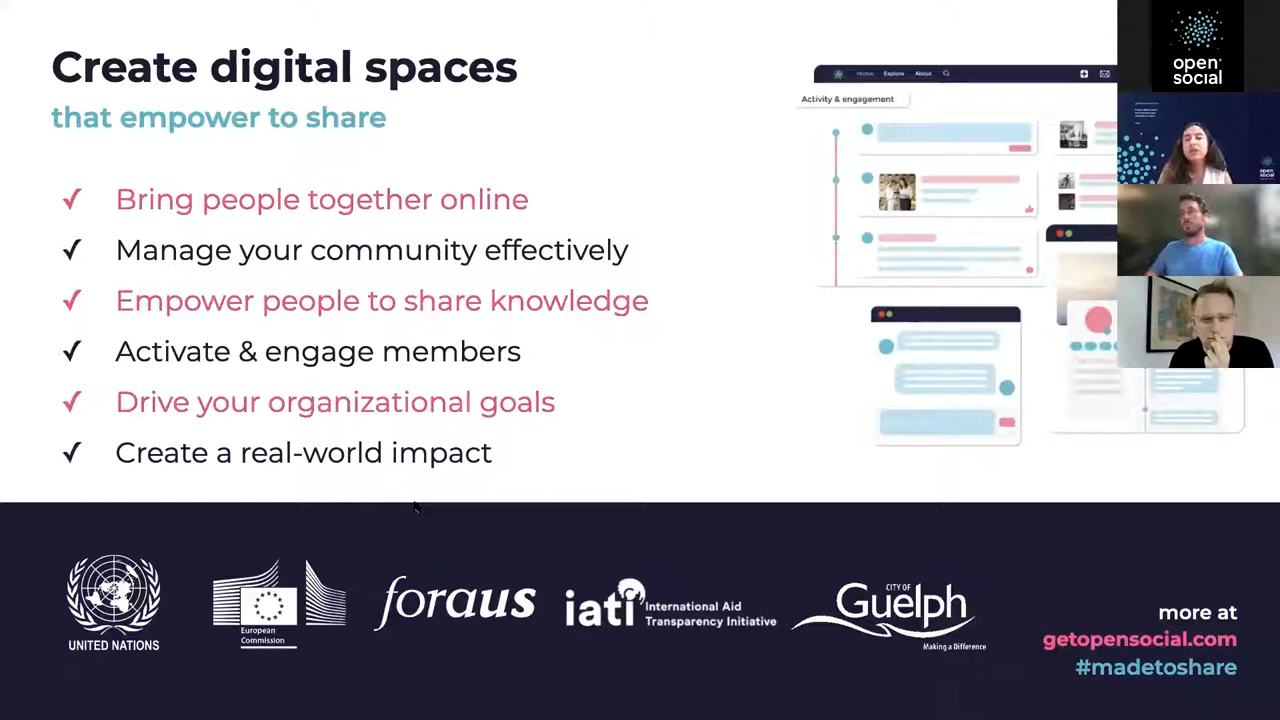 Create digital spaces
that empower to share
✓ Bring people together online
✓ Manage your community effectively
✓ Empower people to share knowledge
✓ Activate & engage members
✓ Drive your organizational goals
✓ Create a real-world impact
Home Explore About
Activity & engagement
open
social
open
social
UNITED NATIONS
European
Commission
foraus
iati International Aid
Transparency Initiative
CITY OF
Guelph
Making a Difference
more at
getopensocial.com
#madetoshare